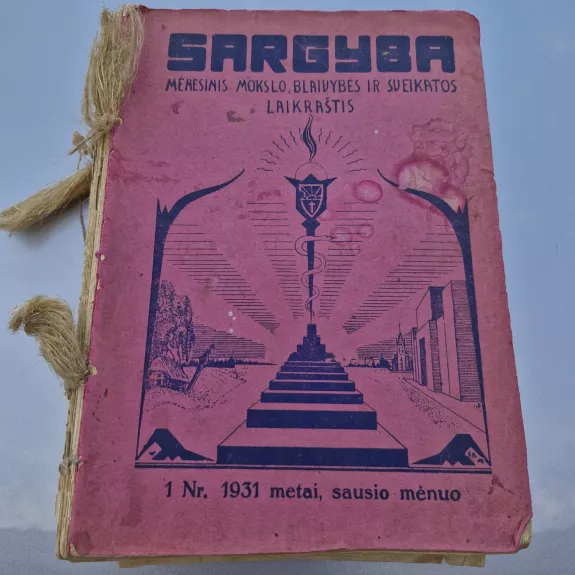 SARGYBA
MĖNESINIS MOKSLO, BLAIVYBĖS IR SVEIKATOS
LAIKRAŠTIS
1 Nr. 1931 metai, sausio mėnuo